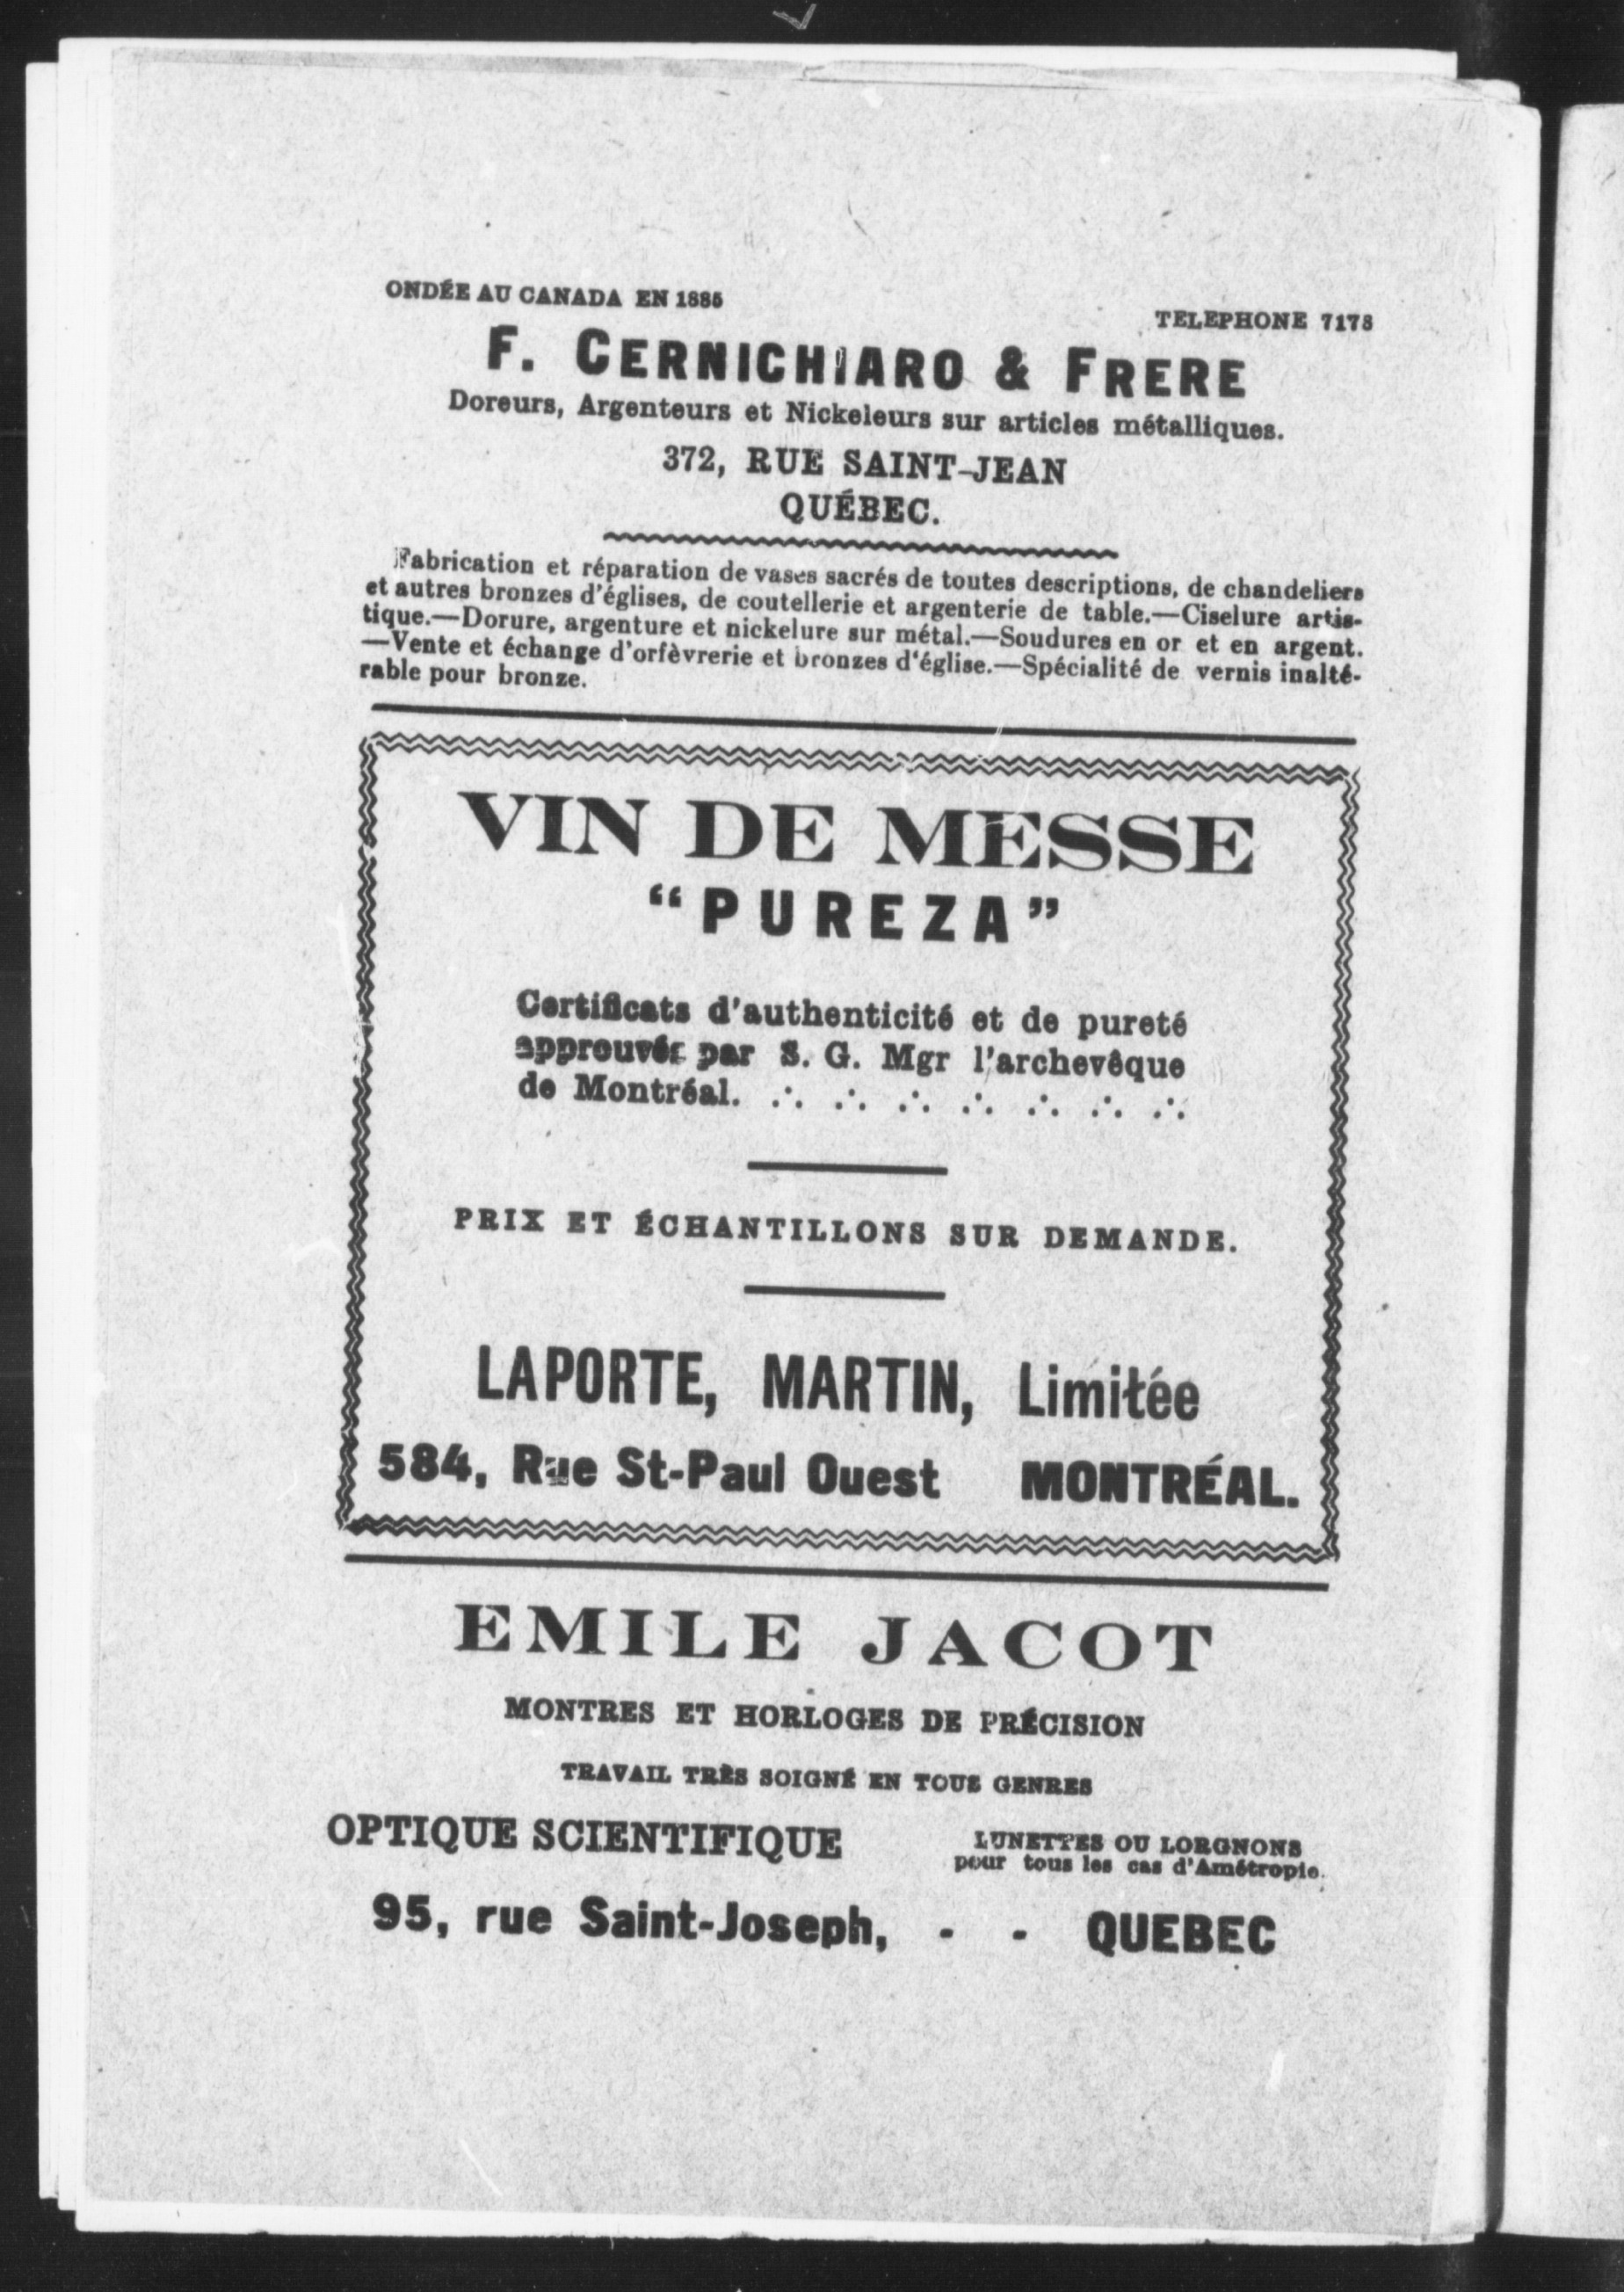 ONDÉE AU CANADA EN 1885
TELEPHONE 7178
F. CERNICHIARO & FRERE
Doreurs, Argenteurs et Nickeleurs sur articles métalliques.
372, RUE SAINT-JEAN
QUÉBEC.
Fabrication et réparation de vases sacrés de toutes descriptions, de chandeliers
et autres bronzes d'églises, de coutellerie et argenterie de table.—Ciselure artis-
tique.—Dorure, argenture et nickelure sur métal.—Soudures en or et en argent.
—Vente et échange d'orfèvrerie et bronzes d'église.—Spécialité de vernis inalté-
rable pour bronze.
VIN DE MESSE
"PUREZA"
Certificats d'authenticité et de pureté
approuvés par S. G. Mgr l'archevêque
de Montréal. ∴ ∴ ∴ ∴ ∴ ∴ ∴
PRIX ET ÉCHANTILLONS SUR DEMANDE.
LAPORTE, MARTIN, Limitée
584, Rue St-Paul Ouest MONTRÉAL.
EMILE JACOT
MONTRES ET HORLOGES DE PRÉCISION
TRAVAIL TRÈS SOIGNÉ EN TOUS GENRES
OPTIQUE SCIENTIFIQUE
LUNETTES OU LORGNONS
pour tous les cas d'Amétropie.
95, rue Saint-Joseph, - - QUEBEC